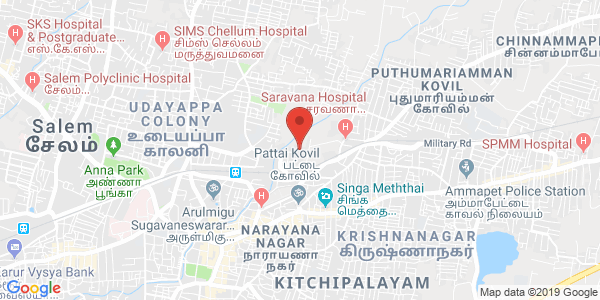 SKS Hospital
& Postgraduate...
எஸ்.கே.எஸ்...
SIMS Chellum Hospital
சிம்ஸ் செல்லம்
மருத்துவமனை
CHINNAMMAP
சின்னம்மாபே
Salem Polyclinic Hospital
சேலம்...
PUTHUMARIAMMAN
KOVIL
புதுமாரியம்மன்
கோவில்
Saravana Hospital
சரவணா...
UDAYAPPA
COLONY
உடையப்பா
காலனி
Salem
சேலம்
Military Rd
SPMM Hospital
Anna Park
அண்ணா
பூங்கா
Pattai Kovil
பட்டை
கோவில்
Singa Meththai
சிங்க
மெத்தை...
Ammapet Police Station
அம்மாபேட்டை
காவல் நிலையம்
Arulmigu
Sugavaneswarar...
அருள்மிகு...
NARAYANA
NAGAR
நாராயணா
நகர்
KRISHNANAGAR
கிருஷ்ணாநகர்
KITCHIPALAYAM
arur Vysya Bank
Google
Map data ©2019 Google